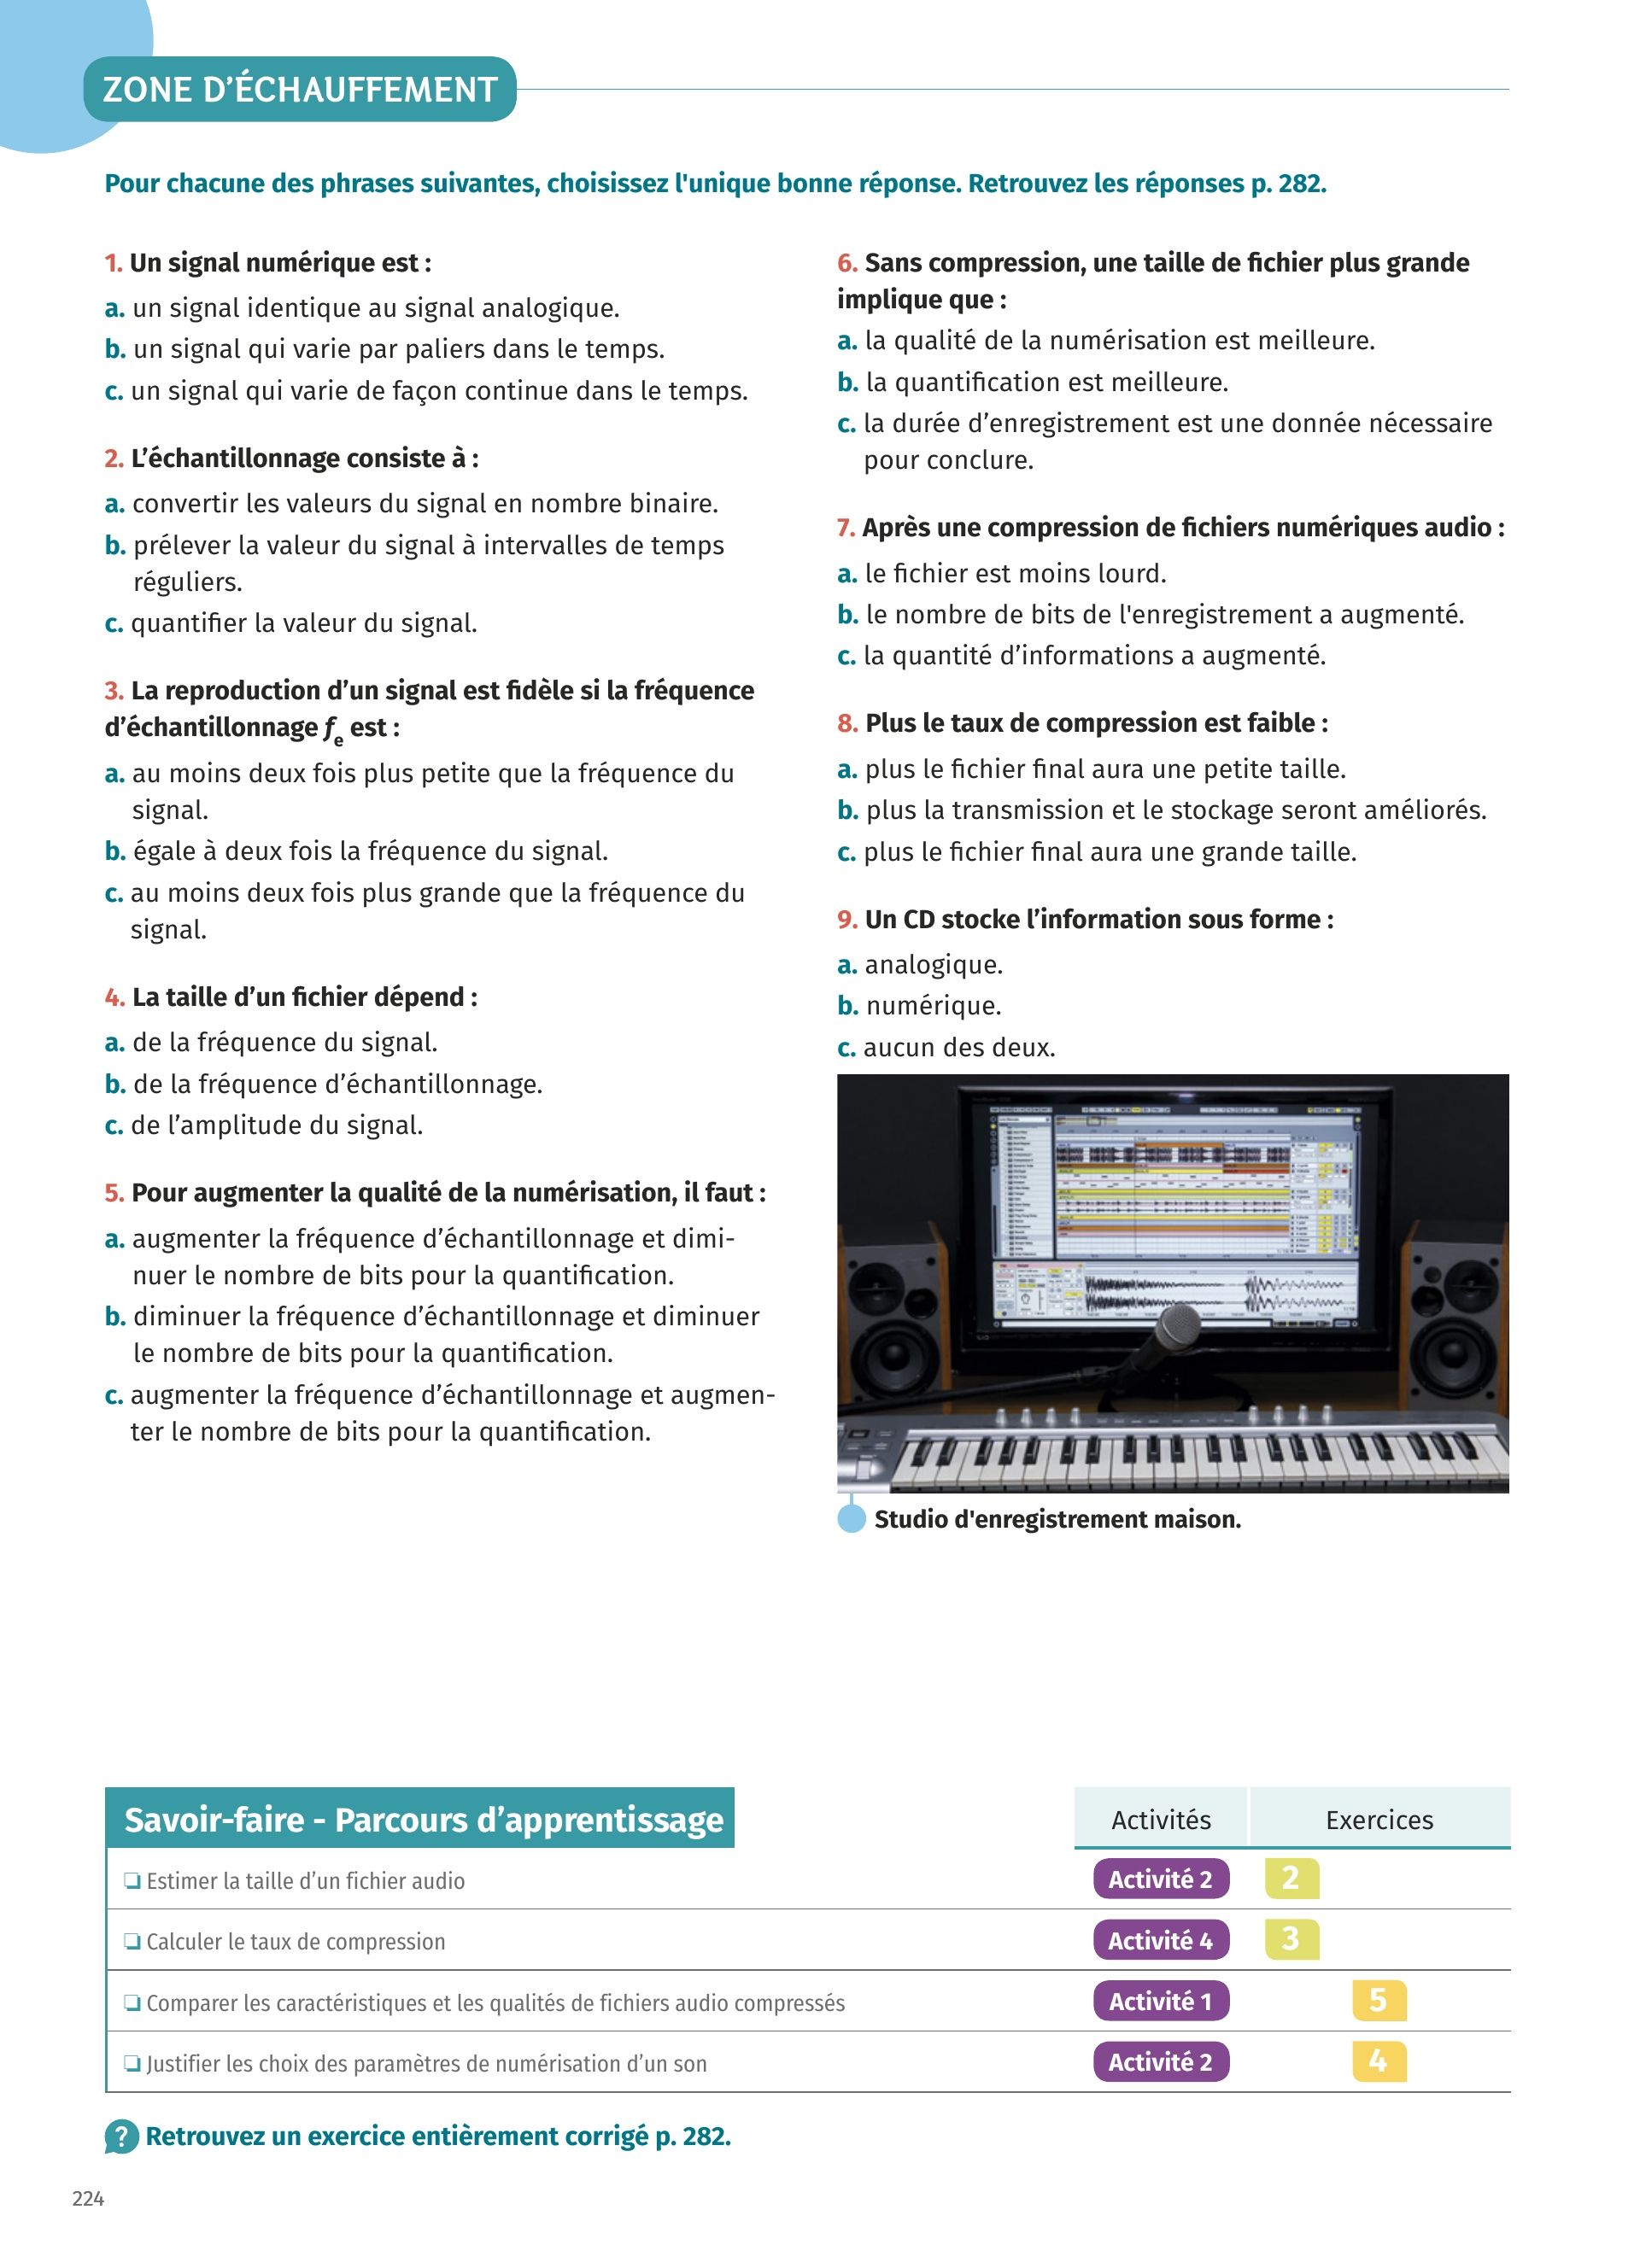 ZONE D’ÉCHAUFFEMENT
Pour chacune des phrases suivantes, choisissez l'unique bonne réponse. Retrouvez les réponses p. 282.
1. Un signal numérique est :
a. un signal identique au signal analogique.
b. un signal qui varie par paliers dans le temps.
c. un signal qui varie de façon continue dans le temps.
2. L’échantillonnage consiste à :
a. convertir les valeurs du signal en nombre binaire.
b. prélever la valeur du signal à intervalles de temps
réguliers.
c. quantifier la valeur du signal.
3. La reproduction d’un signal est fidèle si la fréquence
d’échantillonnage fe est :
a. au moins deux fois plus petite que la fréquence du
signal.
b. égale à deux fois la fréquence du signal.
c. au moins deux fois plus grande que la fréquence du
signal.
4. La taille d’un fichier dépend :
a. de la fréquence du signal.
b. de la fréquence d’échantillonnage.
c. de l’amplitude du signal.
5. Pour augmenter la qualité de la numérisation, il faut :
a. augmenter la fréquence d’échantillonnage et dimi-
nuer le nombre de bits pour la quantification.
b. diminuer la fréquence d’échantillonnage et diminuer
le nombre de bits pour la quantification.
c. augmenter la fréquence d’échantillonnage et augmen-
ter le nombre de bits pour la quantification.
6. Sans compression, une taille de fichier plus grande
implique que :
a. la qualité de la numérisation est meilleure.
b. la quantification est meilleure.
c. la durée d’enregistrement est une donnée nécessaire
pour conclure.
7. Après une compression de fichiers numériques audio :
a. le fichier est moins lourd.
b. le nombre de bits de l'enregistrement a augmenté.
c. la quantité d’informations a augmenté.
8. Plus le taux de compression est faible :
a. plus le fichier final aura une petite taille.
b. plus la transmission et le stockage seront améliorés.
c. plus le fichier final aura une grande taille.
9. Un CD stocke l’information sous forme :
a. analogique.
b. numérique.
c. aucun des deux.
Studio d'enregistrement maison.
Savoir-faire - Parcours d’apprentissage
Activités
Exercices
Estimer la taille d’un fichier audio
Activité 2
2
Calculer le taux de compression
Activité 4
3
Comparer les caractéristiques et les qualités de fichiers audio compressés
Activité 1
5
Justifier les choix des paramètres de numérisation d’un son
Activité 2
4
? Retrouvez un exercice entièrement corrigé p. 282.
224